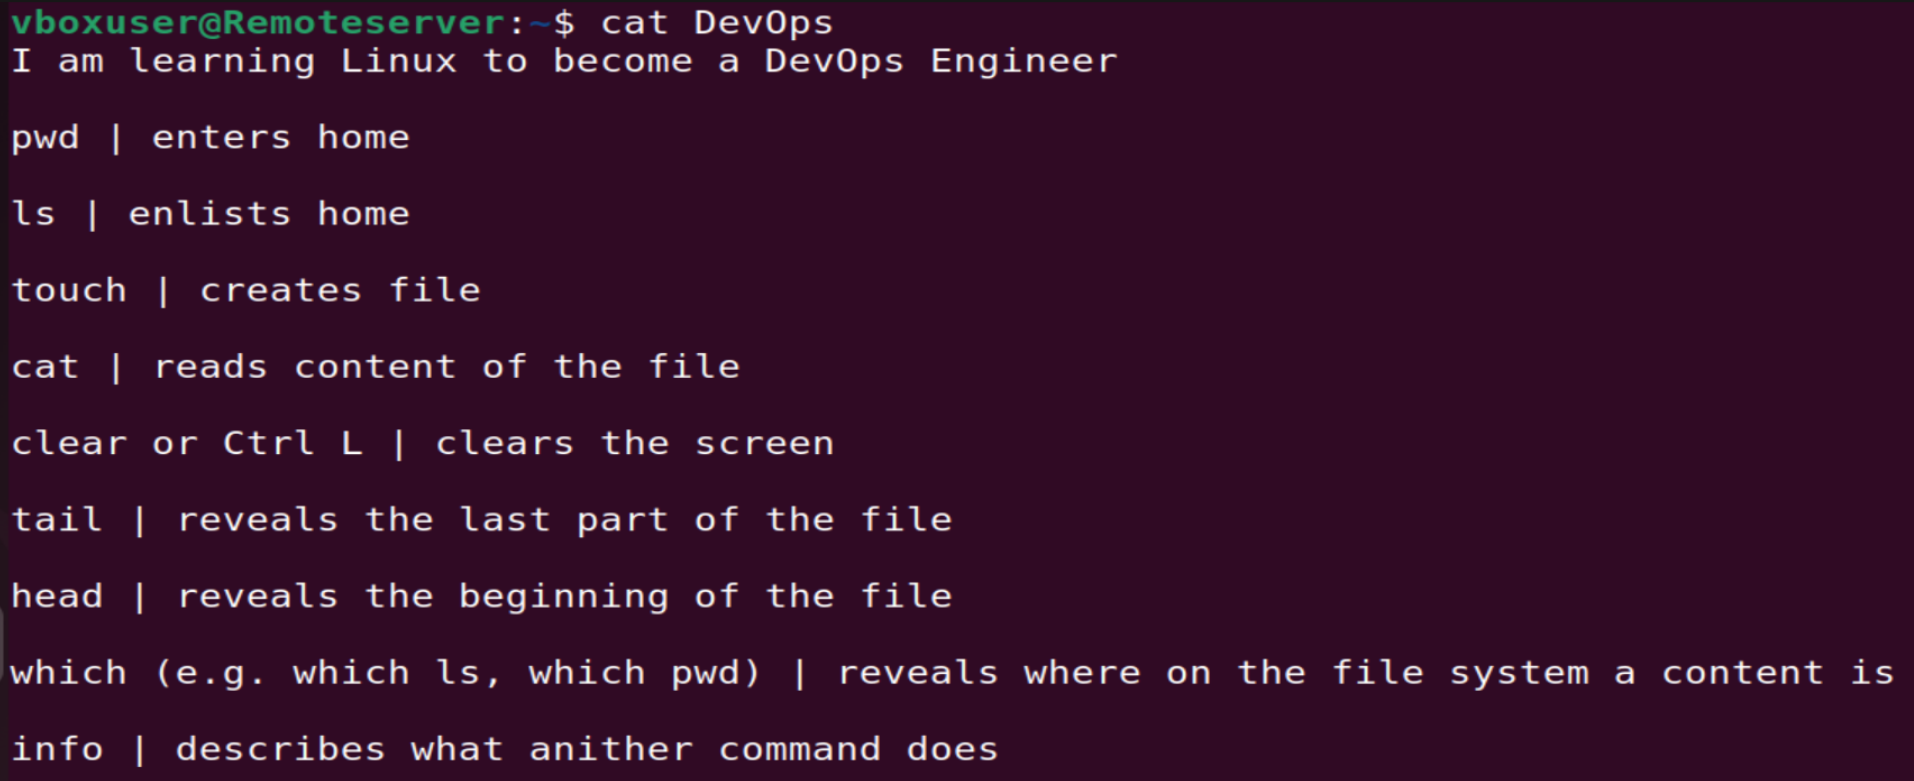 vboxuser@Remoteserver:~$ cat DevOps
I am learning Linux to become a DevOps Engineer
pwd | enters home
ls | enlists home
touch | creates file
cat | reads content of the file
clear or Ctrl L | clears the screen
tail | reveals the last part of the file
head | reveals the beginning of the file
which (e.g. which ls, which pwd) | reveals where on the file system a content is
info | describes what anither command does